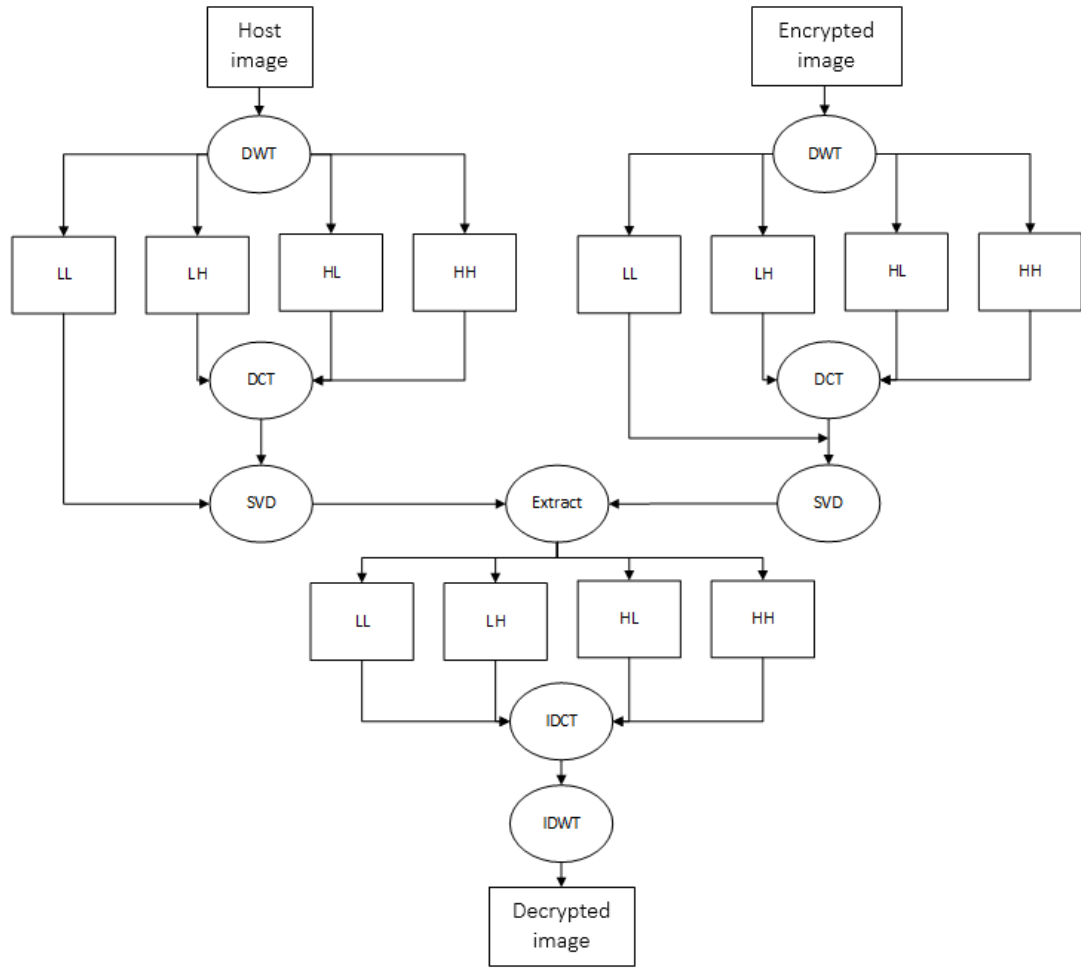 Host
image
Encrypted
image
DWT
DWT
LL
LH
HL
HH
LL
LH
HL
HH
DCT
DCT
SVD
Extract
SVD
LL
LH
HL
HH
IDCT
IDWT
Decrypted
image